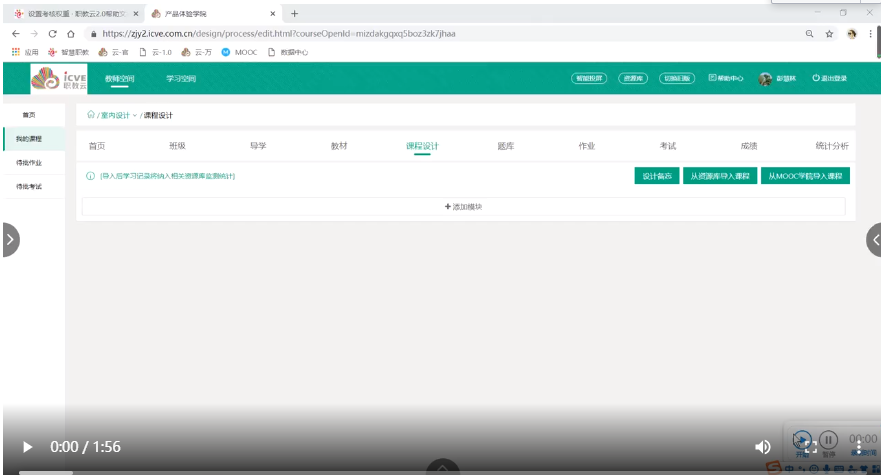 设置考核权重 - 职教云2.0帮助文 × 产品体验学院 × +
https://zjy2.icve.com.cn/design/process/edit.html?courseOpenId=mizdakgqxq5boz3zk7jhaa
应用 智慧职教 云-官 云-1.0 云-万 MOOC 数据中心
icve 职教云 教师空间 学习空间 智能投屏 资源库 切换旧版 帮助中心 退出登录
首页
我的课程
待批作业
待批考试
/ 室内设计 / 课程设计
首页 班级 导学 教材 课程设计 题库 作业 考试 成绩 统计分析
[导入后学习记录将纳入相关资源库监测统计] 设计备忘 从资源库导入课程 从MOOC学院导入课程
+ 添加模块
0:00 / 1:56
00:00
暂停
中